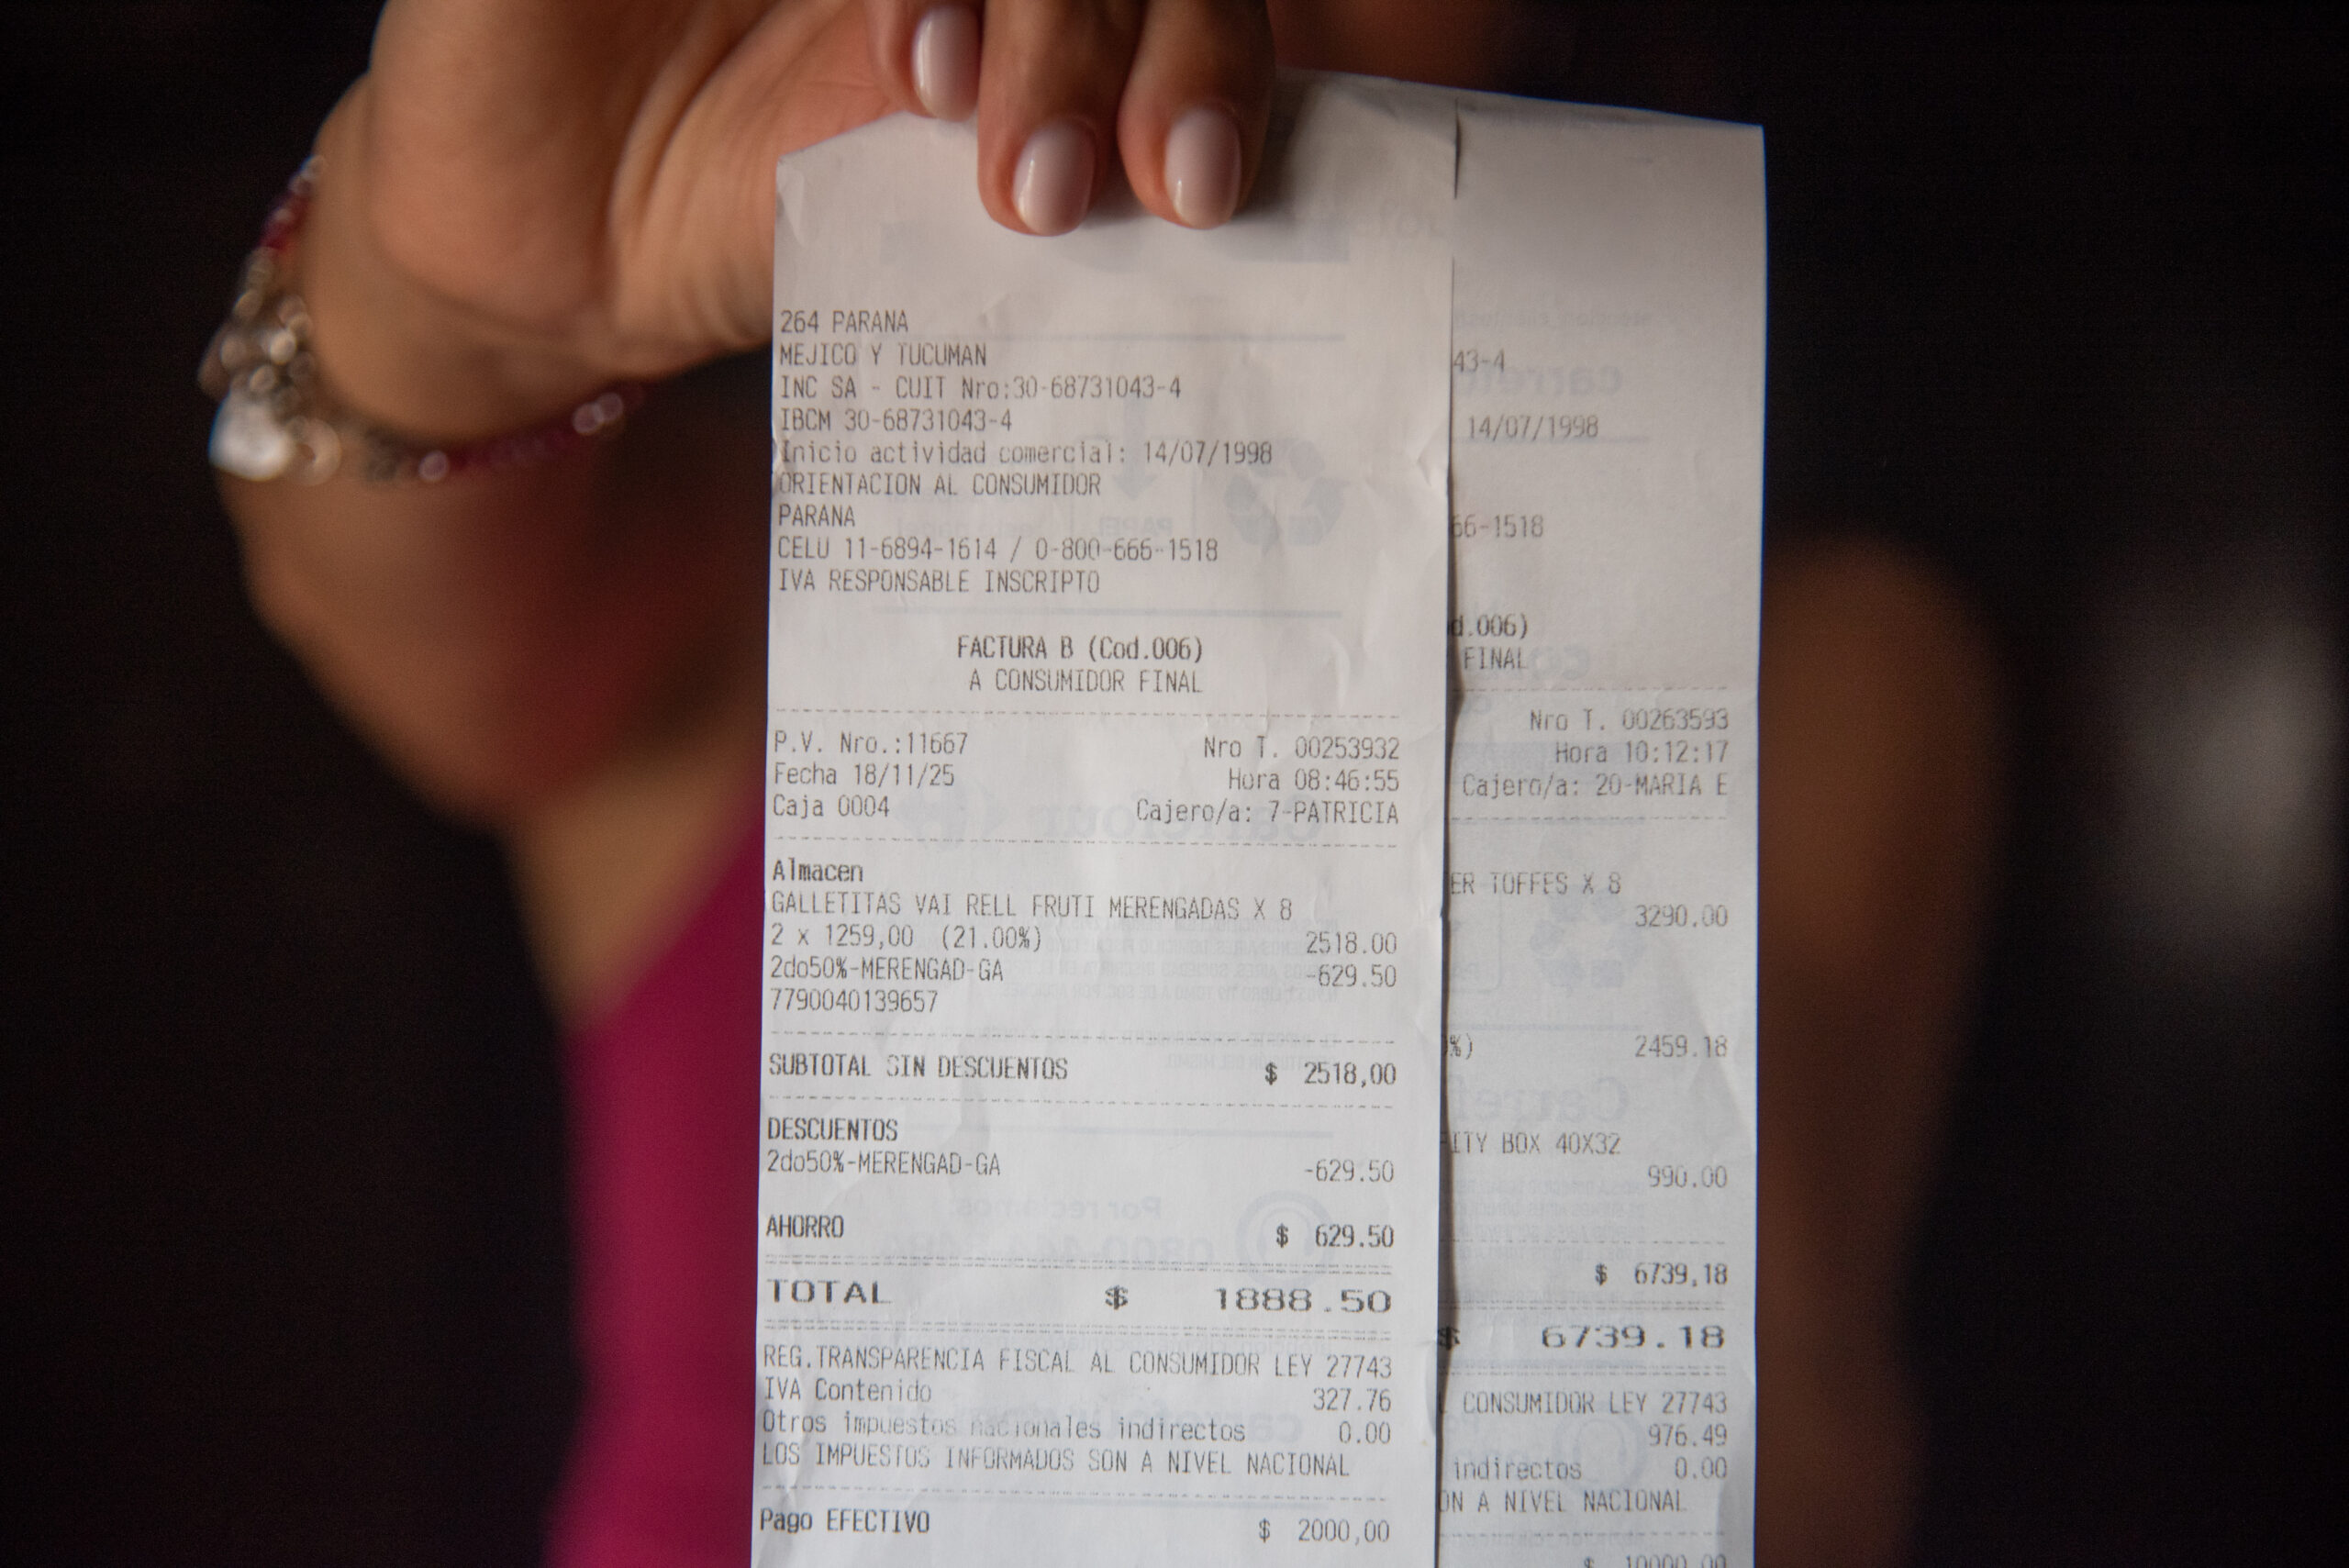 264 PARANA
MEJICO Y TUCUMAN
INC SA - CUIT Nro:30-68731043-4
IBCM 30-68731043-4
Inicio actividad comercial: 14/07/1998
ORIENTACION AL CONSUMIDOR
PARANA
CELU 11-6894-1614 / 0-800-666-1518
IVA RESPONSABLE INSCRIPTO
FACTURA B (Cod.006)
A CONSUMIDOR FINAL
P.V. Nro.:11667 Nro T. 00253932
Fecha 18/11/25 Hora 08:46:55
Caja 0004 Cajero/a: 7-PATRICIA
Almacen
GALLETITAS VAI RELL FRUTI MERENGADAS X 8
2 x 1259,00 (21.00%) 2518.00
2do50%-MERENGAD-GA -629.50
7790040139657
SUBTOTAL SIN DESCUENTOS $ 2518,00
DESCUENTOS
2do50%-MERENGAD-GA -629.50
AHORRO $ 629.50
TOTAL $ 1888.50
REG.TRANSPARENCIA FISCAL AL CONSUMIDOR LEY 27743
IVA Contenido 327.76
Otros impuestos nacionales indirectos 0.00
LOS IMPUESTOS INFORMADOS SON A NIVEL NACIONAL
Pago EFECTIVO $ 2000,00
43-4
14/07/1998
66-1518
d.006)
FINAL
Nro T. 00263593
Hora 10:12:17
Cajero/a: 20-MARIA E
ER TOFFES X 8
3290.00
%) 2459.18
ITY BOX 40X32
990.00
$ 6739,18
$ 6739.18
CONSUMIDOR LEY 27743
976.49
indirectos 0.00
ON A NIVEL NACIONAL
$ 10000,00